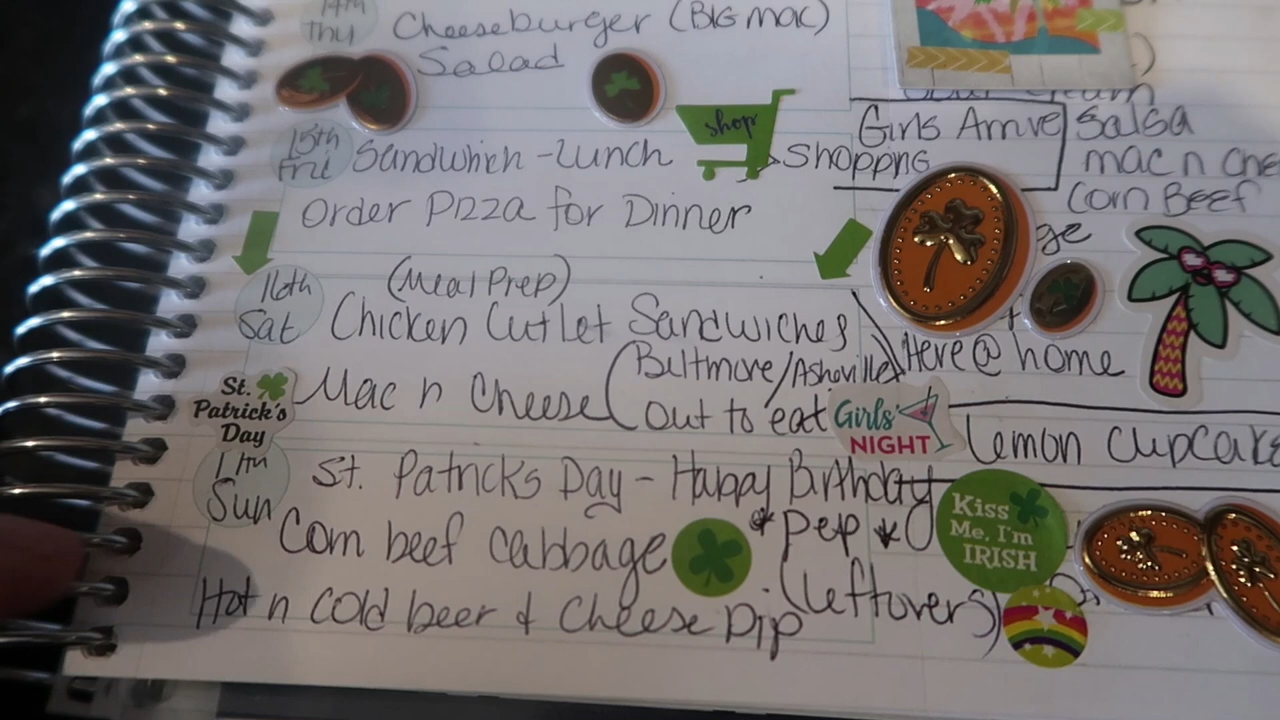 14th
Thu
Cheeseburger (BIG MAC)
Salad
15th
Fri
Sandwhich - Lunch
shop
Shopping
Order Pizza for Dinner
Girls Arrive
Salsa
mac n Che
Corn Beef
ge
(Meal Prep)
16th
Sat
Chicken Cutlet Sandwiches
Here @ home
Mac n Cheese
(Biltmore/Asheville)
out to eat
Girls'
NIGHT
Lemon Cupcake
St.
Patrick's
Day
17th
Sun
St. Patricks Day - Happy Birthday
*Pep*
Corn beef cabbage
Kiss
Me, I'm
IRISH
(Leftovers)
Hot n cold beer & Cheese Dip